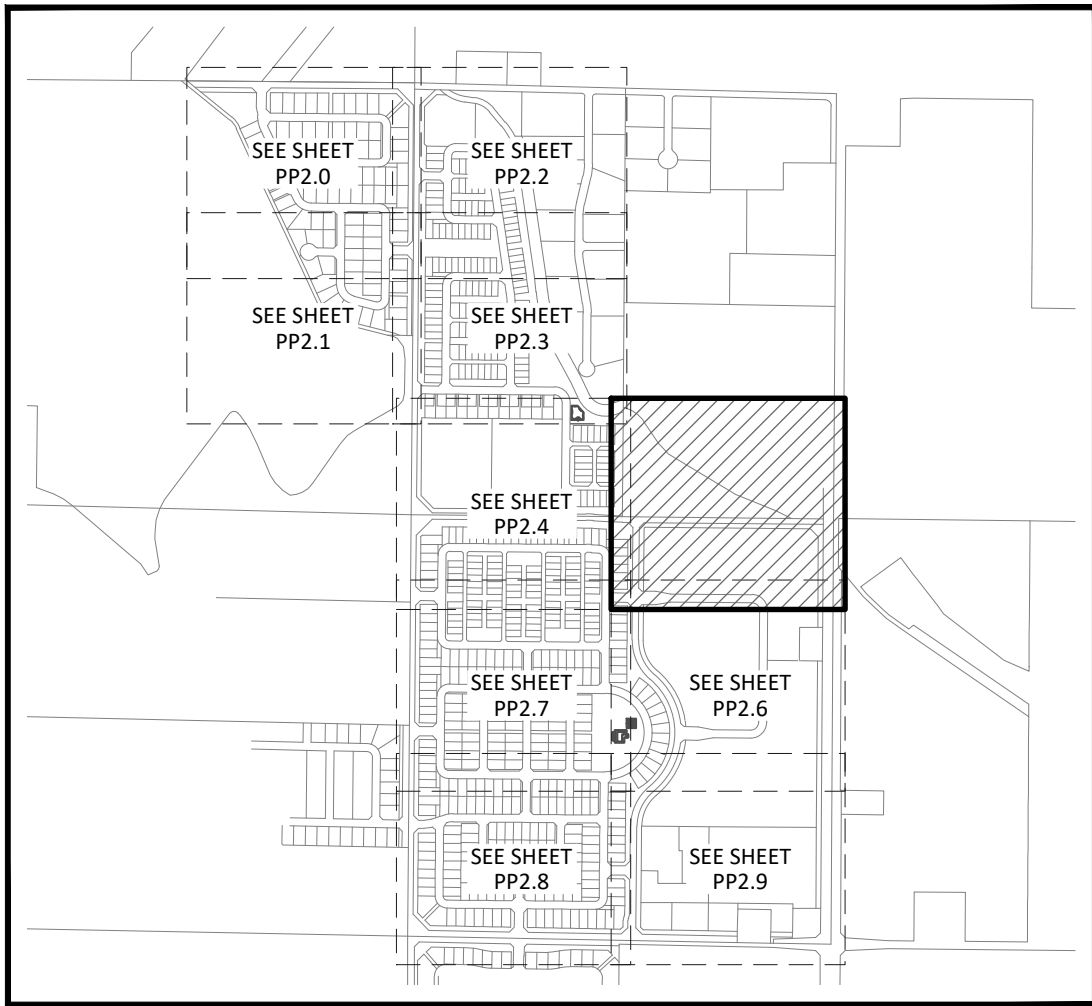 SEE SHEET
PP2.0
SEE SHEET
PP2.2
SEE SHEET
PP2.1
SEE SHEET
PP2.3
SEE SHEET
PP2.4
SEE SHEET
PP2.7
SEE SHEET
PP2.6
SEE SHEET
PP2.8
SEE SHEET
PP2.9